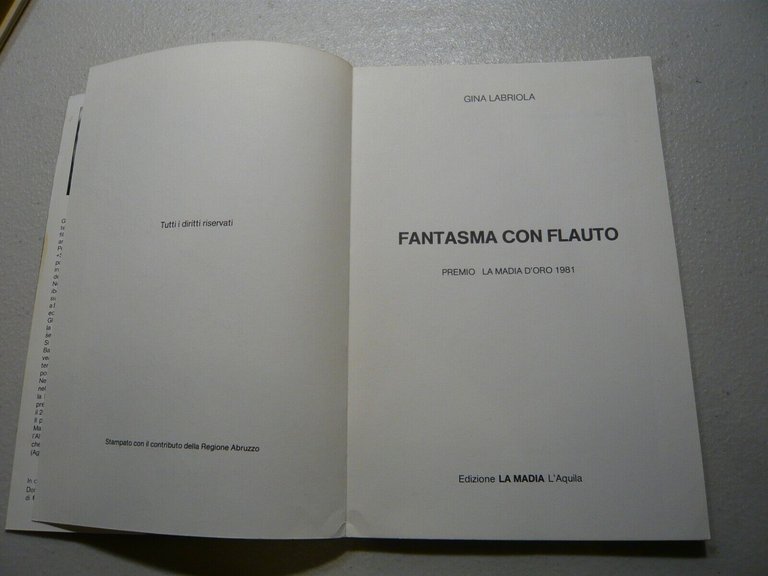 Tutti i diritti riservati
Stampato con il contributo della Regione Abruzzo
GINA LABRIOLA
FANTASMA CON FLAUTO
PREMIO LA MADIA D'ORO 1981
Edizione LA MADIA L'Aquila